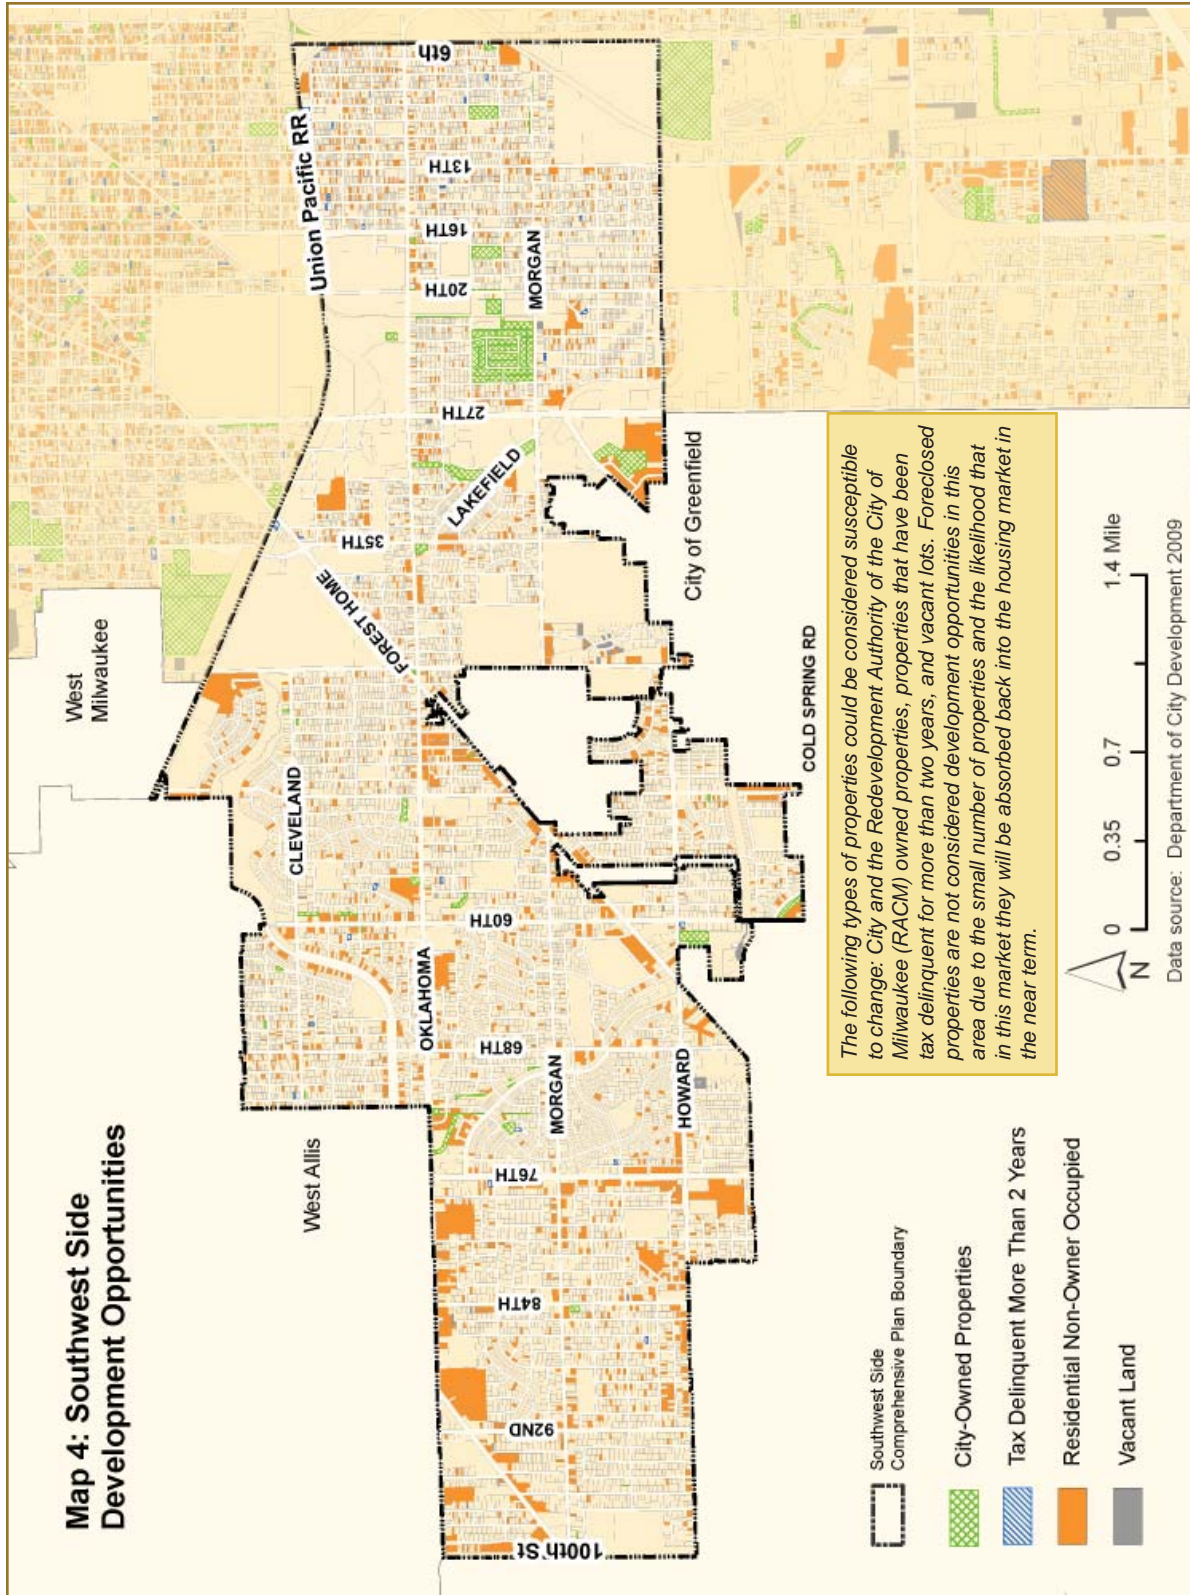 Map 4: Southwest Side
Development Opportunities
West
Milwaukee
West Allis
Union Pacific RR
6th
13TH
16TH
20TH
MORGAN
27TH
LAKEFIELD
35TH
FOREST HOME
CLEVELAND
60TH
OKLAHOMA
68TH
MORGAN
HOWARD
76TH
84TH
92ND
100th St
City of Greenfield
COLD SPRING RD
The following types of properties could be considered susceptible
to change: City and the Redevelopment Authority of the City of
Milwaukee (RACM) owned properties, properties that have been
tax delinquent for more than two years, and vacant lots. Foreclosed
properties are not considered development opportunities in this
area due to the small number of properties and the likelihood that
in this market they will be absorbed back into the housing market in
the near term.
Southwest Side
Comprehensive Plan Boundary
City-Owned Properties
Tax Delinquent More Than 2 Years
Residential Non-Owner Occupied
Vacant Land
N
0 0.35 0.7 1.4 Mile
Data source: Department of City Development 2009